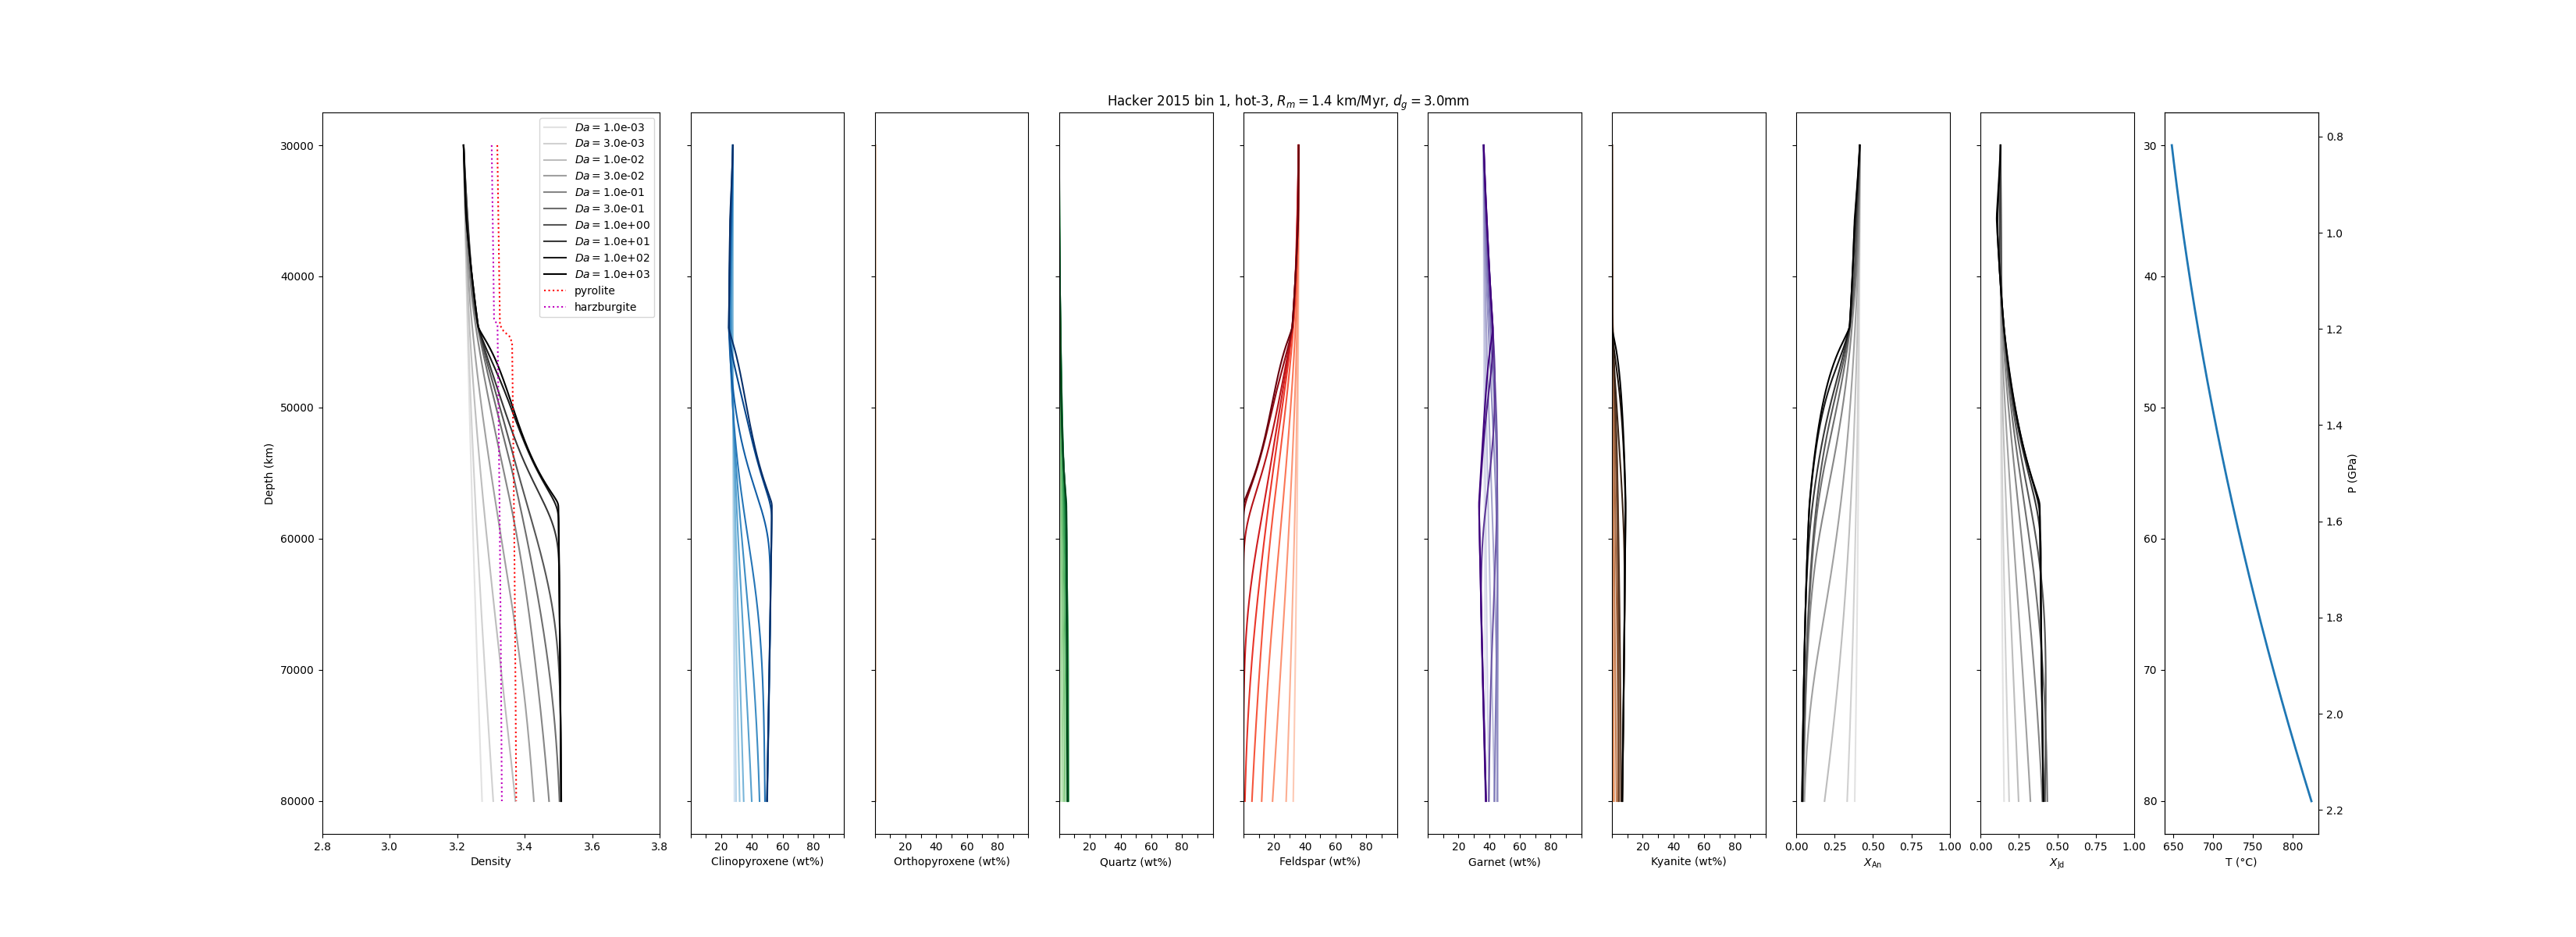 Hacker 2015 bin 1, hot-3, R_m = 1.4 km/Myr, d_g = 3.0mm
Da = 1.0e-03
Da = 3.0e-03
Da = 1.0e-02
Da = 3.0e-02
Da = 1.0e-01
Da = 3.0e-01
Da = 1.0e+00
Da = 1.0e+01
Da = 1.0e+02
Da = 1.0e+03
pyrolite
harzburgite
30000
40000
50000
60000
70000
80000
Depth (km)
2.8 3.0 3.2 3.4 3.6 3.8
Density
20 40 60 80
Clinopyroxene (wt%)
20 40 60 80
Orthopyroxene (wt%)
20 40 60 80
Quartz (wt%)
20 40 60 80
Feldspar (wt%)
20 40 60 80
Garnet (wt%)
20 40 60 80
Kyanite (wt%)
0.00 0.25 0.50 0.75 1.00
X_An
0.00 0.25 0.50 0.75 1.00
X_Jd
30
40
50
60
70
80
650 700 750 800
T (°C)
0.8
1.0
1.2
1.4
1.6
1.8
2.0
2.2
P (GPa)